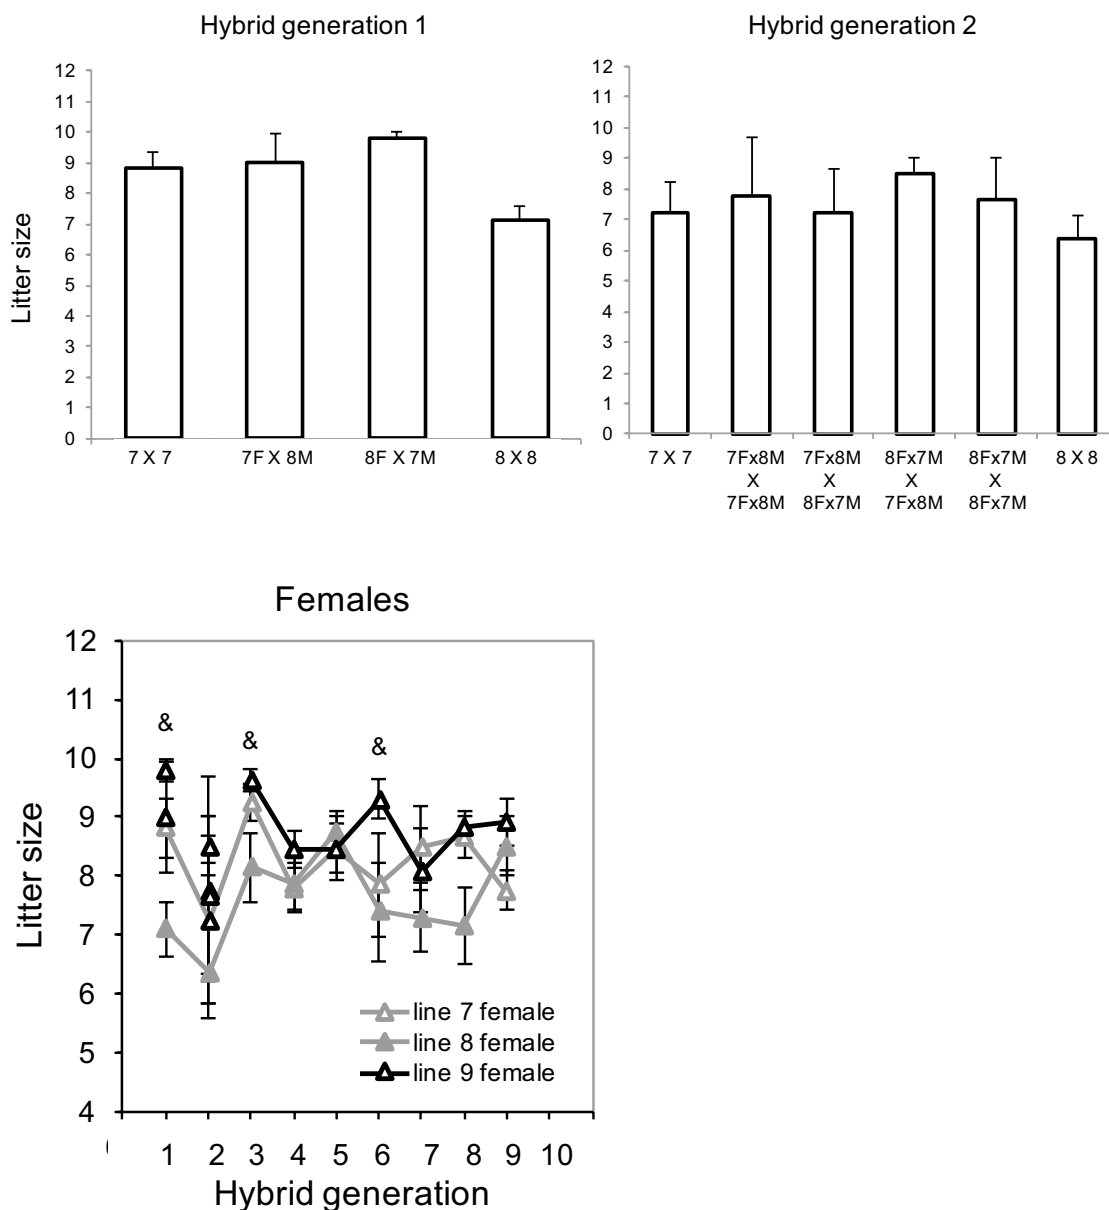 Hybrid generation 1
Litter size
12
11
10
9
8
7
6
5
4
3
2
1
0
7 X 7 7F X 8M 8F X 7M 8 X 8
Hybrid generation 2
12
11
10
9
8
7
6
5
4
3
2
1
0
7 X 7 7Fx8M 7Fx8M 8Fx7M 8Fx7M 8 X 8
X X X X
7Fx8M 8Fx7M 7Fx8M 8Fx7M
Females
Litter size
12
11
10
9
8
7
6
5
4
& & &
line 7 female
line 8 female
line 9 female
1 2 3 4 5 6 7 8 9 10
Hybrid generation